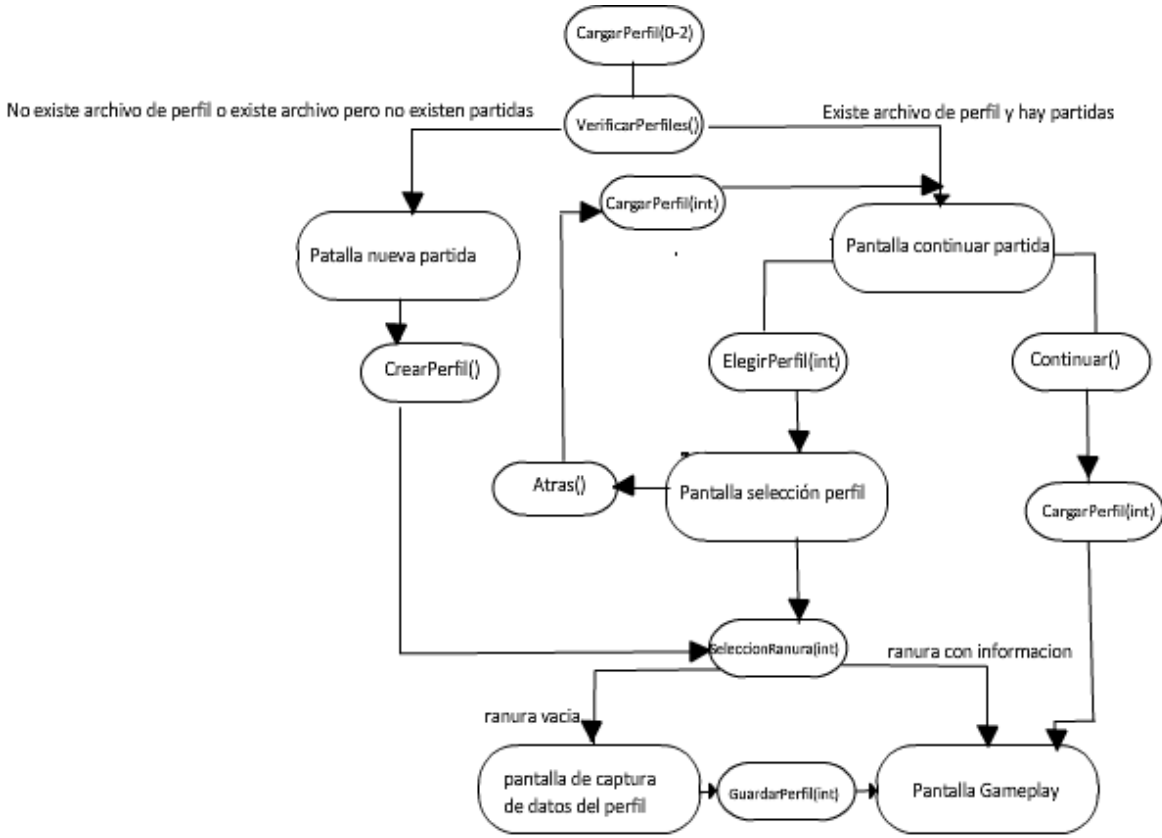 CargarPerfil(0-2)
No existe archivo de perfil o existe archivo pero no existen partidas
VerificarPerfiles()
Existe archivo de perfil y hay partidas
CargarPerfil(int)
Patalla nueva partida
Pantalla continuar partida
CrearPerfil()
ElegirPerfil(int)
Continuar()
Atras()
Pantalla selección perfil
CargarPerfil(int)
SeleccionRanura(int)
ranura con informacion
ranura vacia
pantalla de captura
de datos del perfil
GuardarPerfil(int)
Pantalla Gameplay